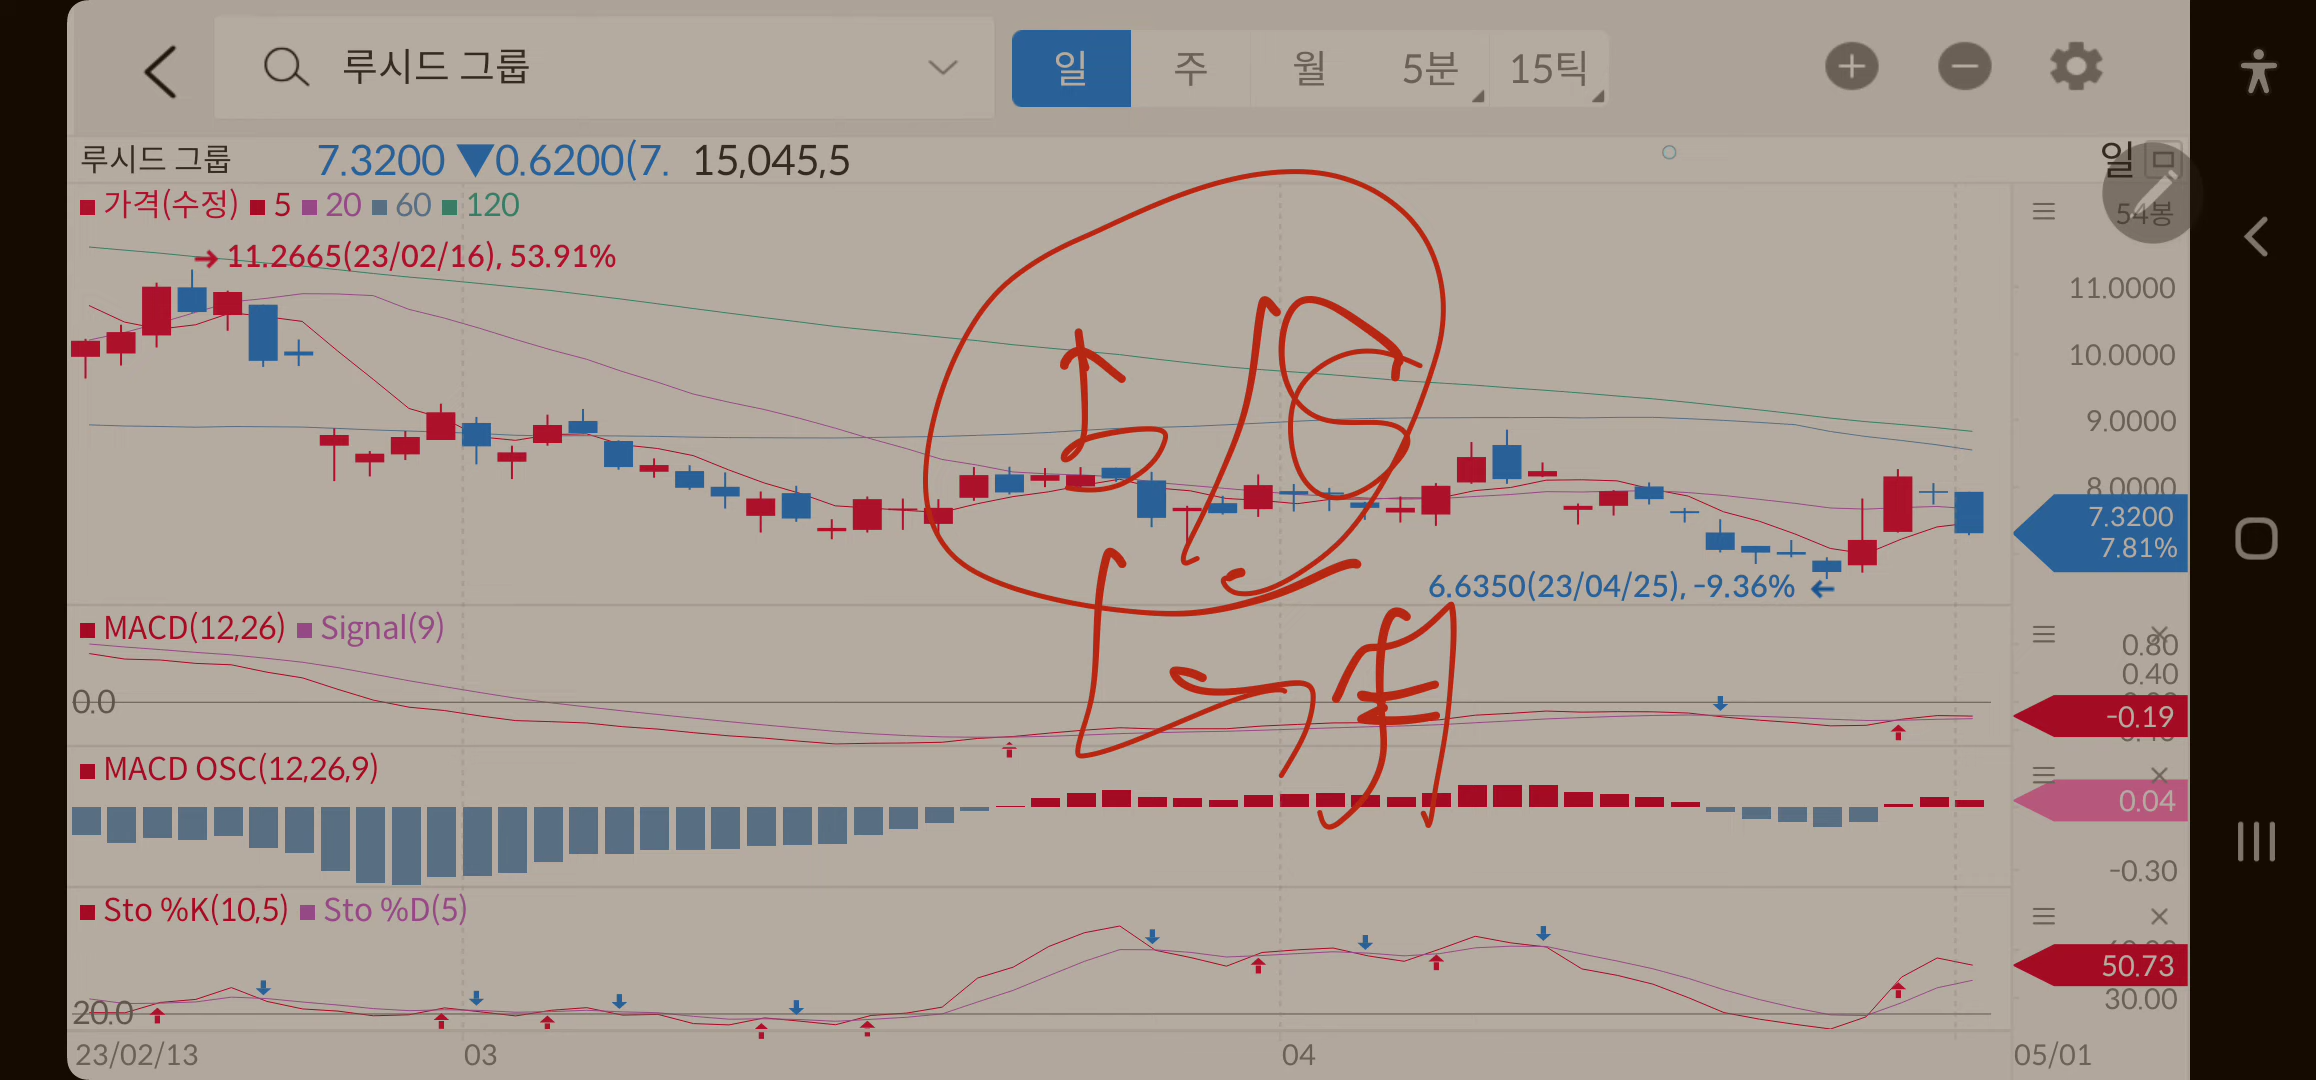 루시드 그룹
일 주 월 5분 15틱
루시드 그룹 7.3200 ▼0.6200(7. 15,045,5 일
가격(수정) 5 20 60 120
54봉
→ 11.2665(23/02/16), 53.91%
11.0000
10.0000
9.0000
8.0000
7.3200
7.81%
6.6350(23/04/25), -9.36% ←
MACD(12,26) Signal(9)
0.80
0.40
0.0
-0.19
MACD OSC(12,26,9)
0.04
-0.30
Sto %K(10,5) Sto %D(5)
50.73
30.00
20.0
23/02/13 03 04 05/01